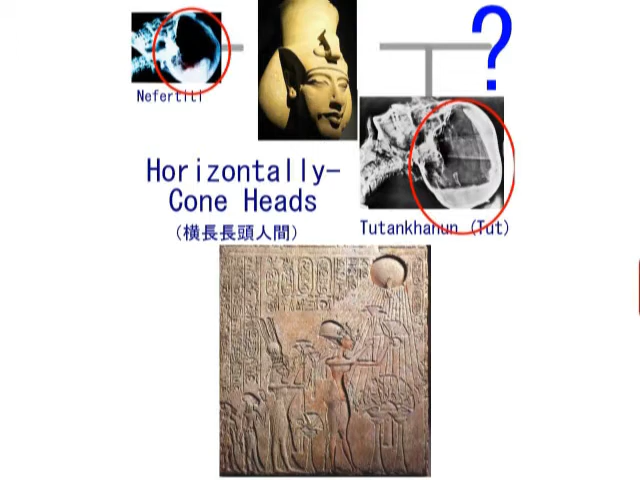 ?
Nefertiti
Horizontally-
Cone Heads
(横長長頭人間)
Tutankhanun (Tut)